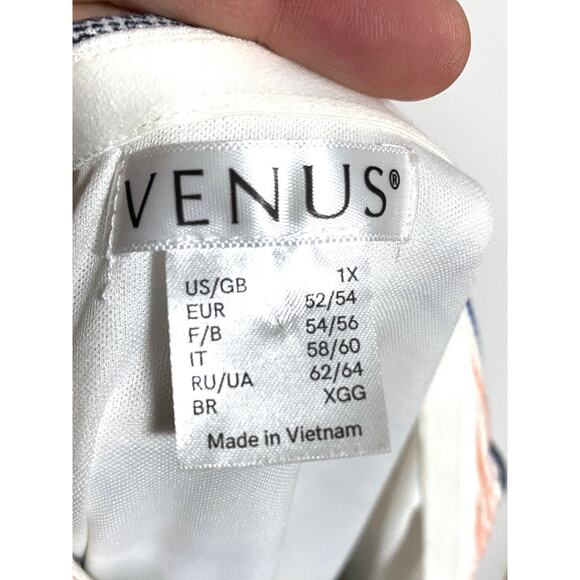 VENUS®
US/GB 1X
EUR 52/54
F/B 54/56
IT 58/60
RU/UA 62/64
BR XGG
Made in Vietnam